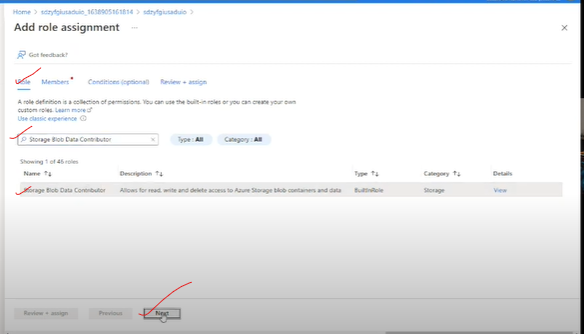 Home > sdzyfgiusaduio_1638905161814 > sdzyfgiusaduio >
Add role assignment ...
Got feedback?
Role Members Conditions (optional) Review + assign
A role definition is a collection of permissions. You can use the built-in roles or you can create your own
custom roles. Learn more
Use classic experience
Storage Blob Data Contributor Type : All Category : All
Showing 1 of 46 roles
Name Description Type Category Details
Storage Blob Data Contributor Allows for read, write and delete access to Azure Storage blob containers and data BuiltInRole Storage View
Review + assign Previous Next